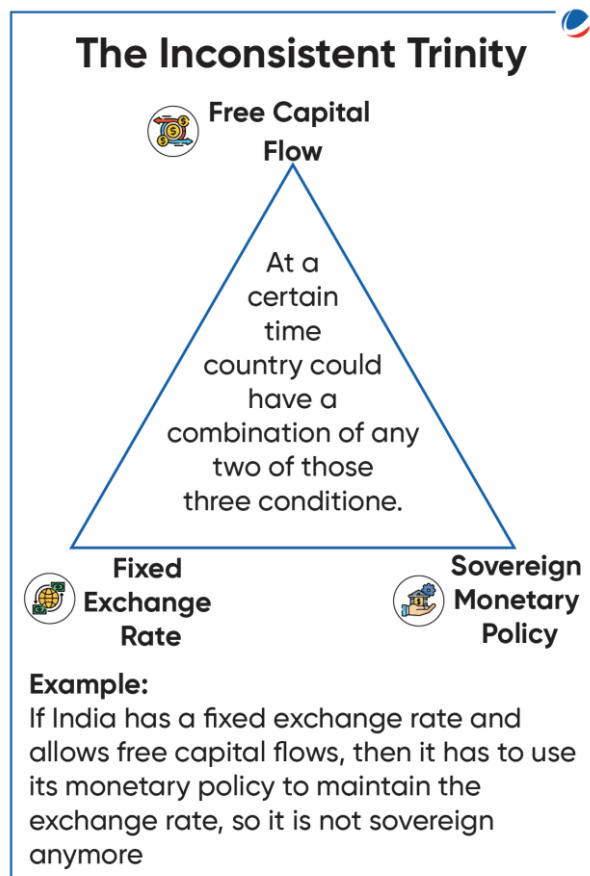 The Inconsistent Trinity
Free Capital
Flow
At a
certain
time
country could
have a
combination of any
two of those
three conditione.
Fixed
Exchange
Rate
Sovereign
Monetary
Policy
Example:
If India has a fixed exchange rate and
allows free capital flows, then it has to use
its monetary policy to maintain the
exchange rate, so it is not sovereign
anymore